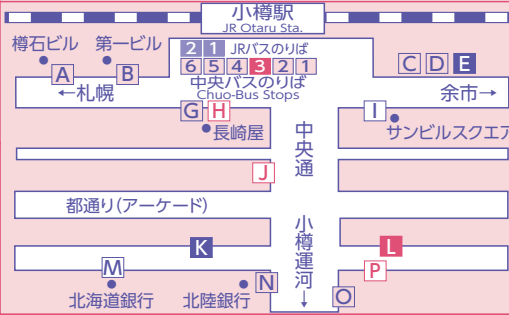 小樽駅
JR Otaru Sta.
樽石ビル 第一ビル
2 1 JRバスのりば
6 5 4 3 2 1
中央バスのりば
Chuo-Bus Stops
A B C D E
←札幌 余市→
G H I
長崎屋 サンビルスクエア
中央通
J
都通り(アーケード)
小樽運河→
K L
M P
N O
北海道銀行 北陸銀行